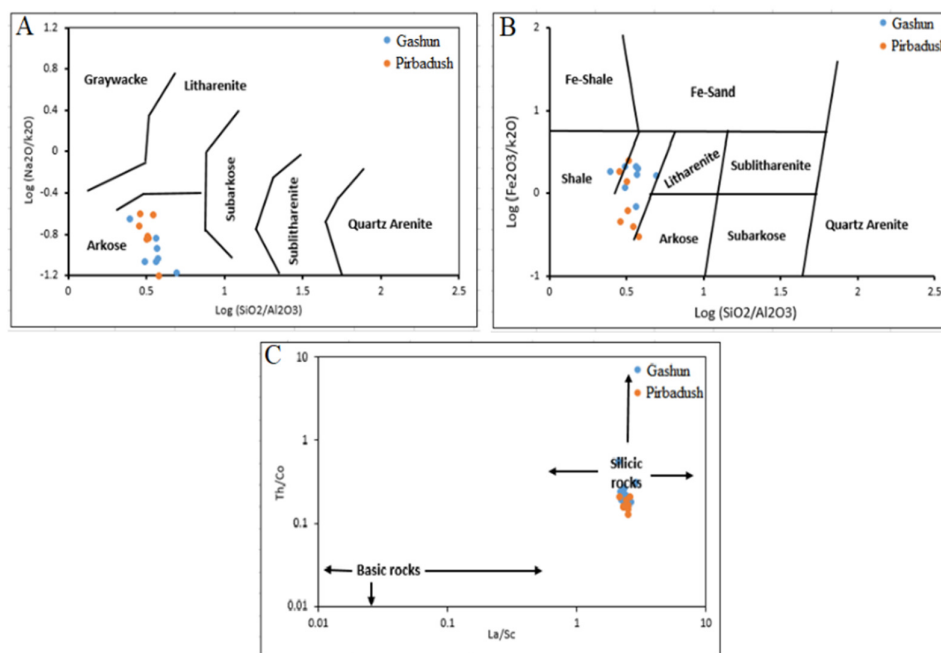 A
Gashun
Pirbadush
Graywacke
Litharenite
Subarkose
Sublitharenite
Quartz Arenite
Arkose
Log (Na2O/k2O)
1.2
0.8
0.4
0
-0.4
-0.8
-1.2
0
0.5
1
1.5
2
2.5
Log (SiO2/Al2O3)
B
Gashun
Pirbadush
Fe-Shale
Fe-Sand
Shale
Litharenite
Sublitharenite
Arkose
Subarkose
Quartz Arenite
Log (Fe2O3/k2O)
2
1
0
-1
0
0.5
1
1.5
2
2.5
Log (SiO2/Al2O3)
C
Gashun
Pirbadush
Silicic
rocks
Basic rocks
Th/Co
10
1
0.1
0.01
0.01
0.1
1
10
La/Sc